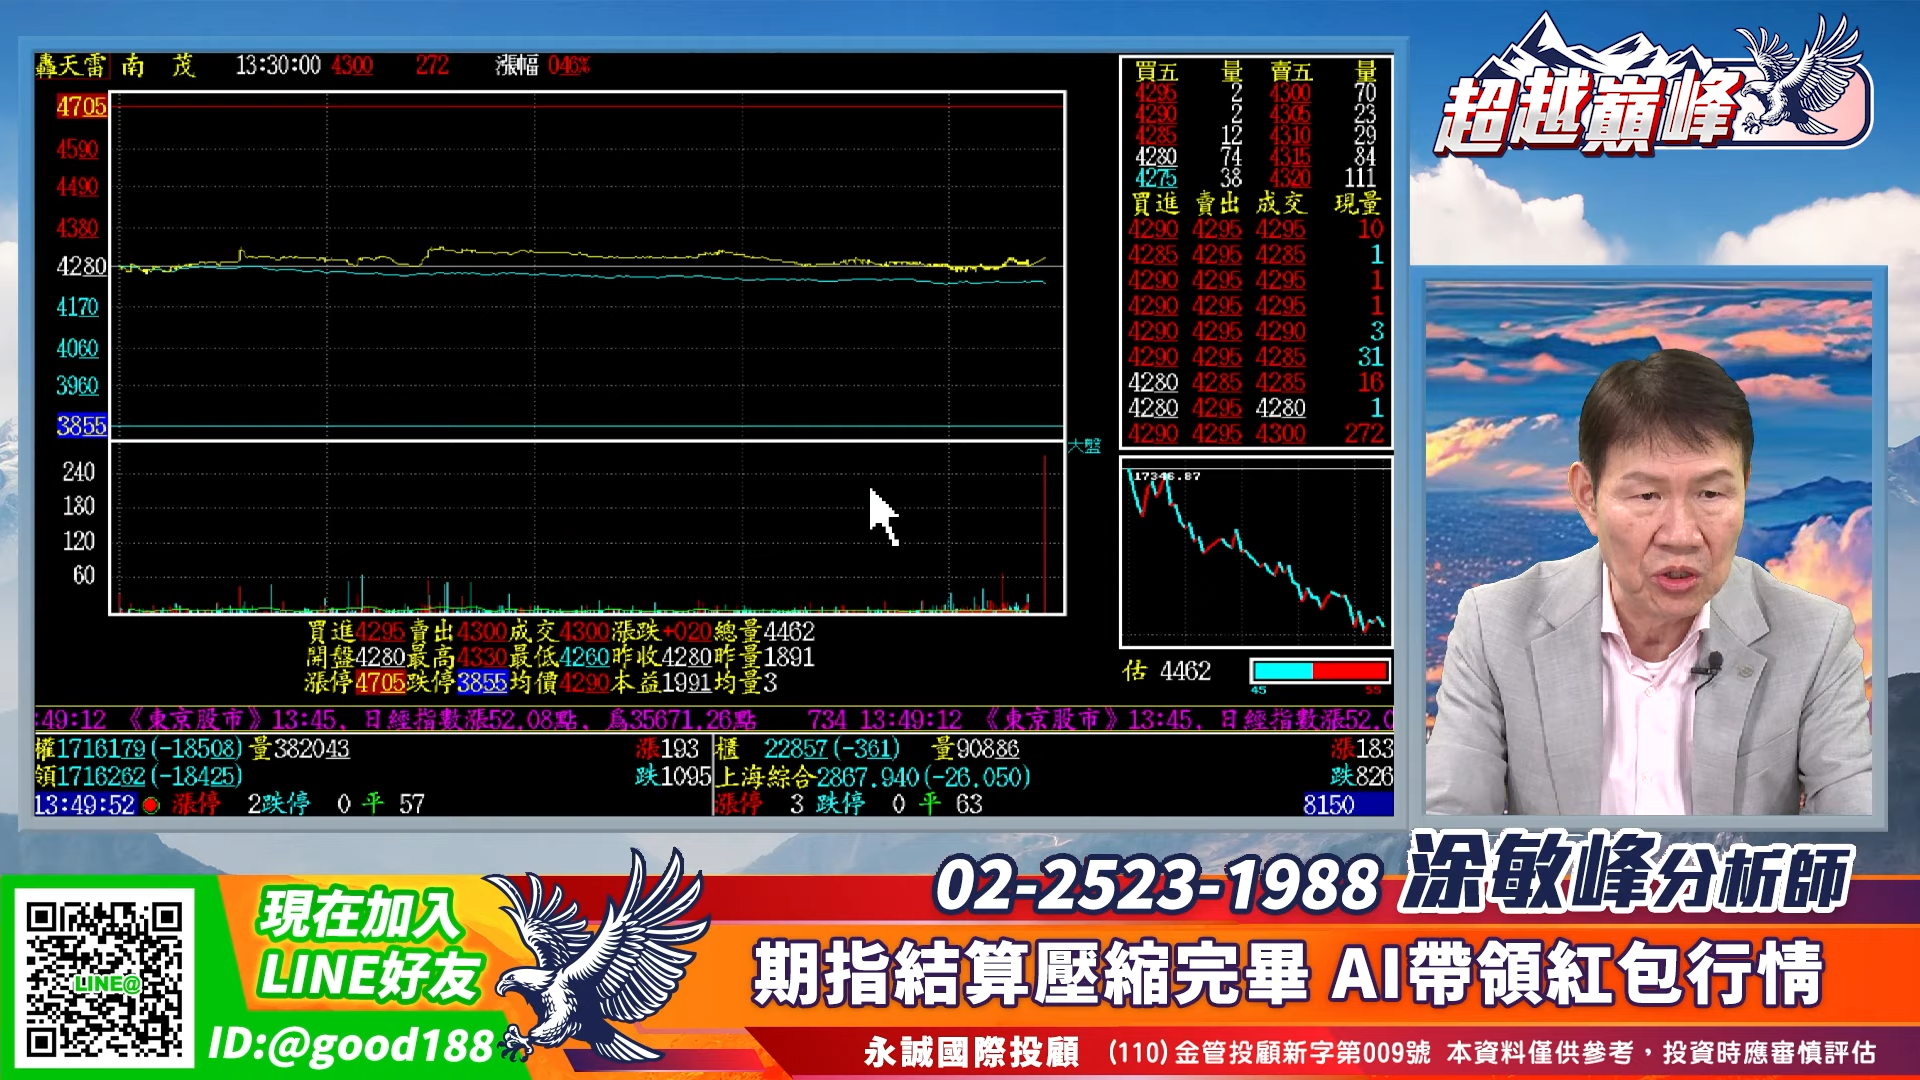 轟天雷 南 茂 13:30:00 4300 272 漲幅 046%
4705
4590
4490
4380
4280
4170
4060
3960
3855
240
180
120
60
大盤
買五 量 賣五 量
4295 2 4300 70
4290 2 4305 23
4285 12 4310 29
4280 74 4315 84
4275 38 4320 111
買進 賣出 成交 現量
4290 4295 4295 10
4285 4295 4285 1
4290 4295 4295 1
4290 4295 4295 1
4290 4295 4290 3
4290 4295 4285 31
4280 4285 4285 16
4280 4295 4280 1
4290 4295 4300 272
17346.87
估 4462
45 55
買進4295賣出4300成交4300漲跌+020總量4462
開盤4280最高4330最低4260昨收4280昨量1891
漲停4705跌停3855均價4290本益1991均量3
:49:12 《東京股市》13:45, 日經指數漲52.08點, 為35671.26點 734 13:49:12 《東京股市》13:45, 日經指數漲52.0
權1716179(-18508) 量382043 漲193
領1716262(-18425) 跌1095
13:49:52 漲停 2跌停 0 平 57
櫃 22857(-361) 量90886 漲183
上海綜合2867.940(-26.050) 跌826
漲停 3 跌停 0 平 63 8150
超越巔峰
02-2523-1988 涂敏峰分析師
現在加入
LINE好友
LINE@
ID:@good188
期指結算壓縮完畢 AI帶領紅包行情
永誠國際投顧 (110)金管投顧新字第009號 本資料僅供參考，投資時應審慎評估